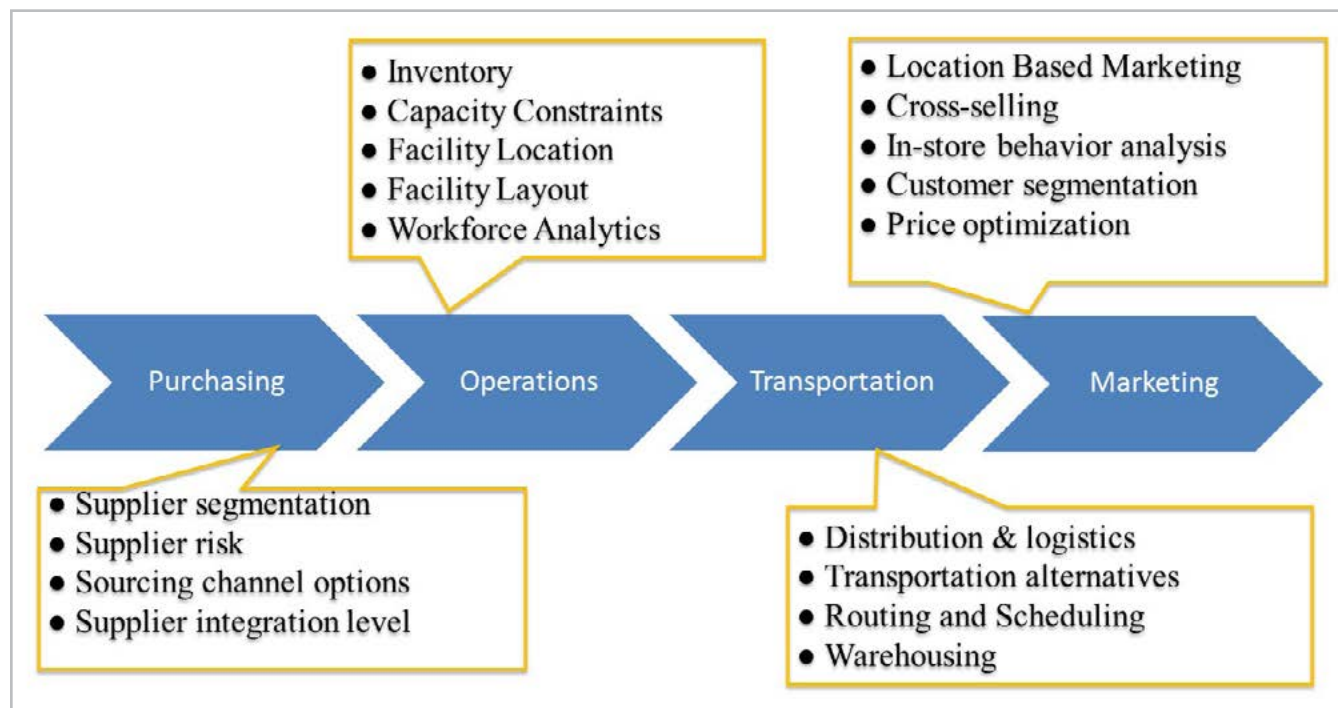 ● Inventory
● Capacity Constraints
● Facility Location
● Facility Layout
● Workforce Analytics
● Location Based Marketing
● Cross-selling
● In-store behavior analysis
● Customer segmentation
● Price optimization
Purchasing
Operations
Transportation
Marketing
● Supplier segmentation
● Supplier risk
● Sourcing channel options
● Supplier integration level
● Distribution & logistics
● Transportation alternatives
● Routing and Scheduling
● Warehousing